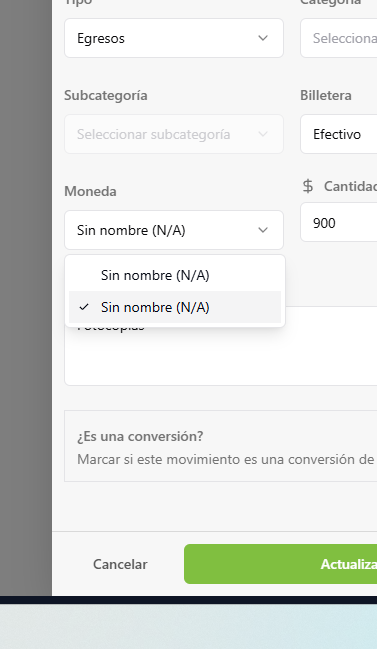 Tipo
Categoría
Egresos
Selecciona
Subcategoría
Billetera
Seleccionar subcategoría
Efectivo
Moneda
$ Cantidad
Sin nombre (N/A)
900
Sin nombre (N/A)
Sin nombre (N/A)
Fotocopias
¿Es una conversión?
Marcar si este movimiento es una conversión de
Cancelar
Actualiza